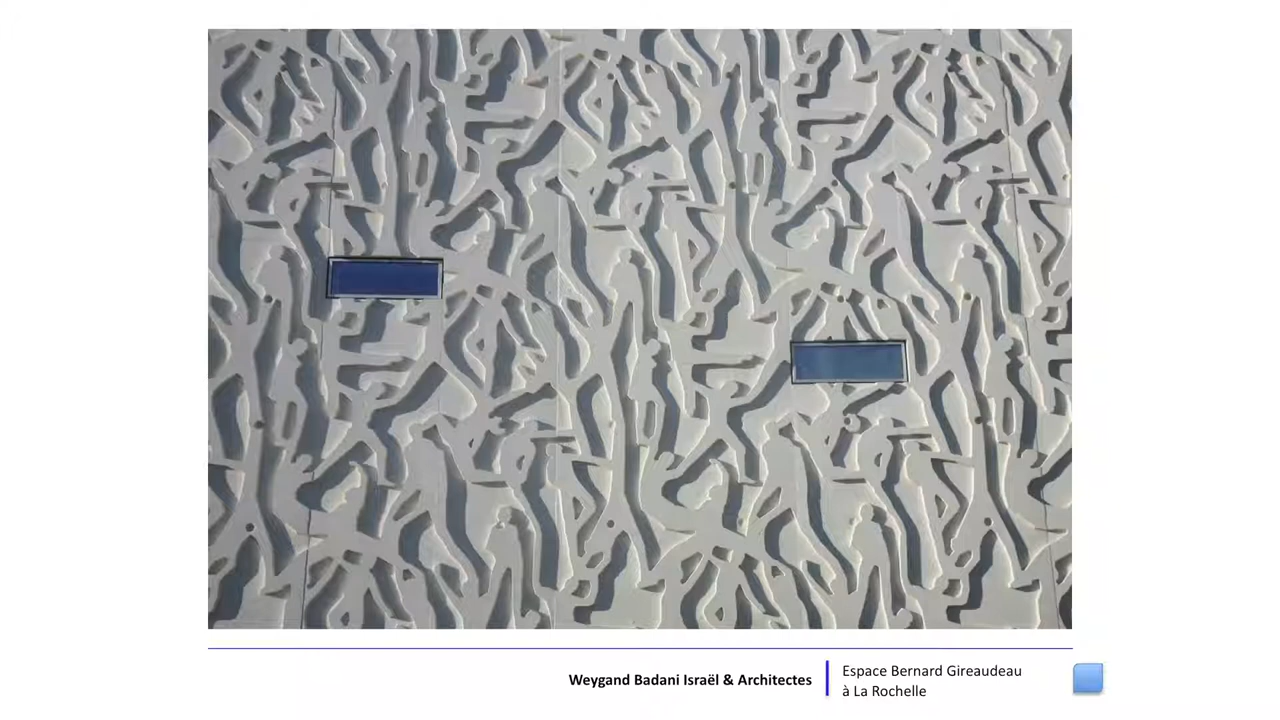 Weygand Badani Israël & Architectes
Espace Bernard Gireaudeau
à La Rochelle